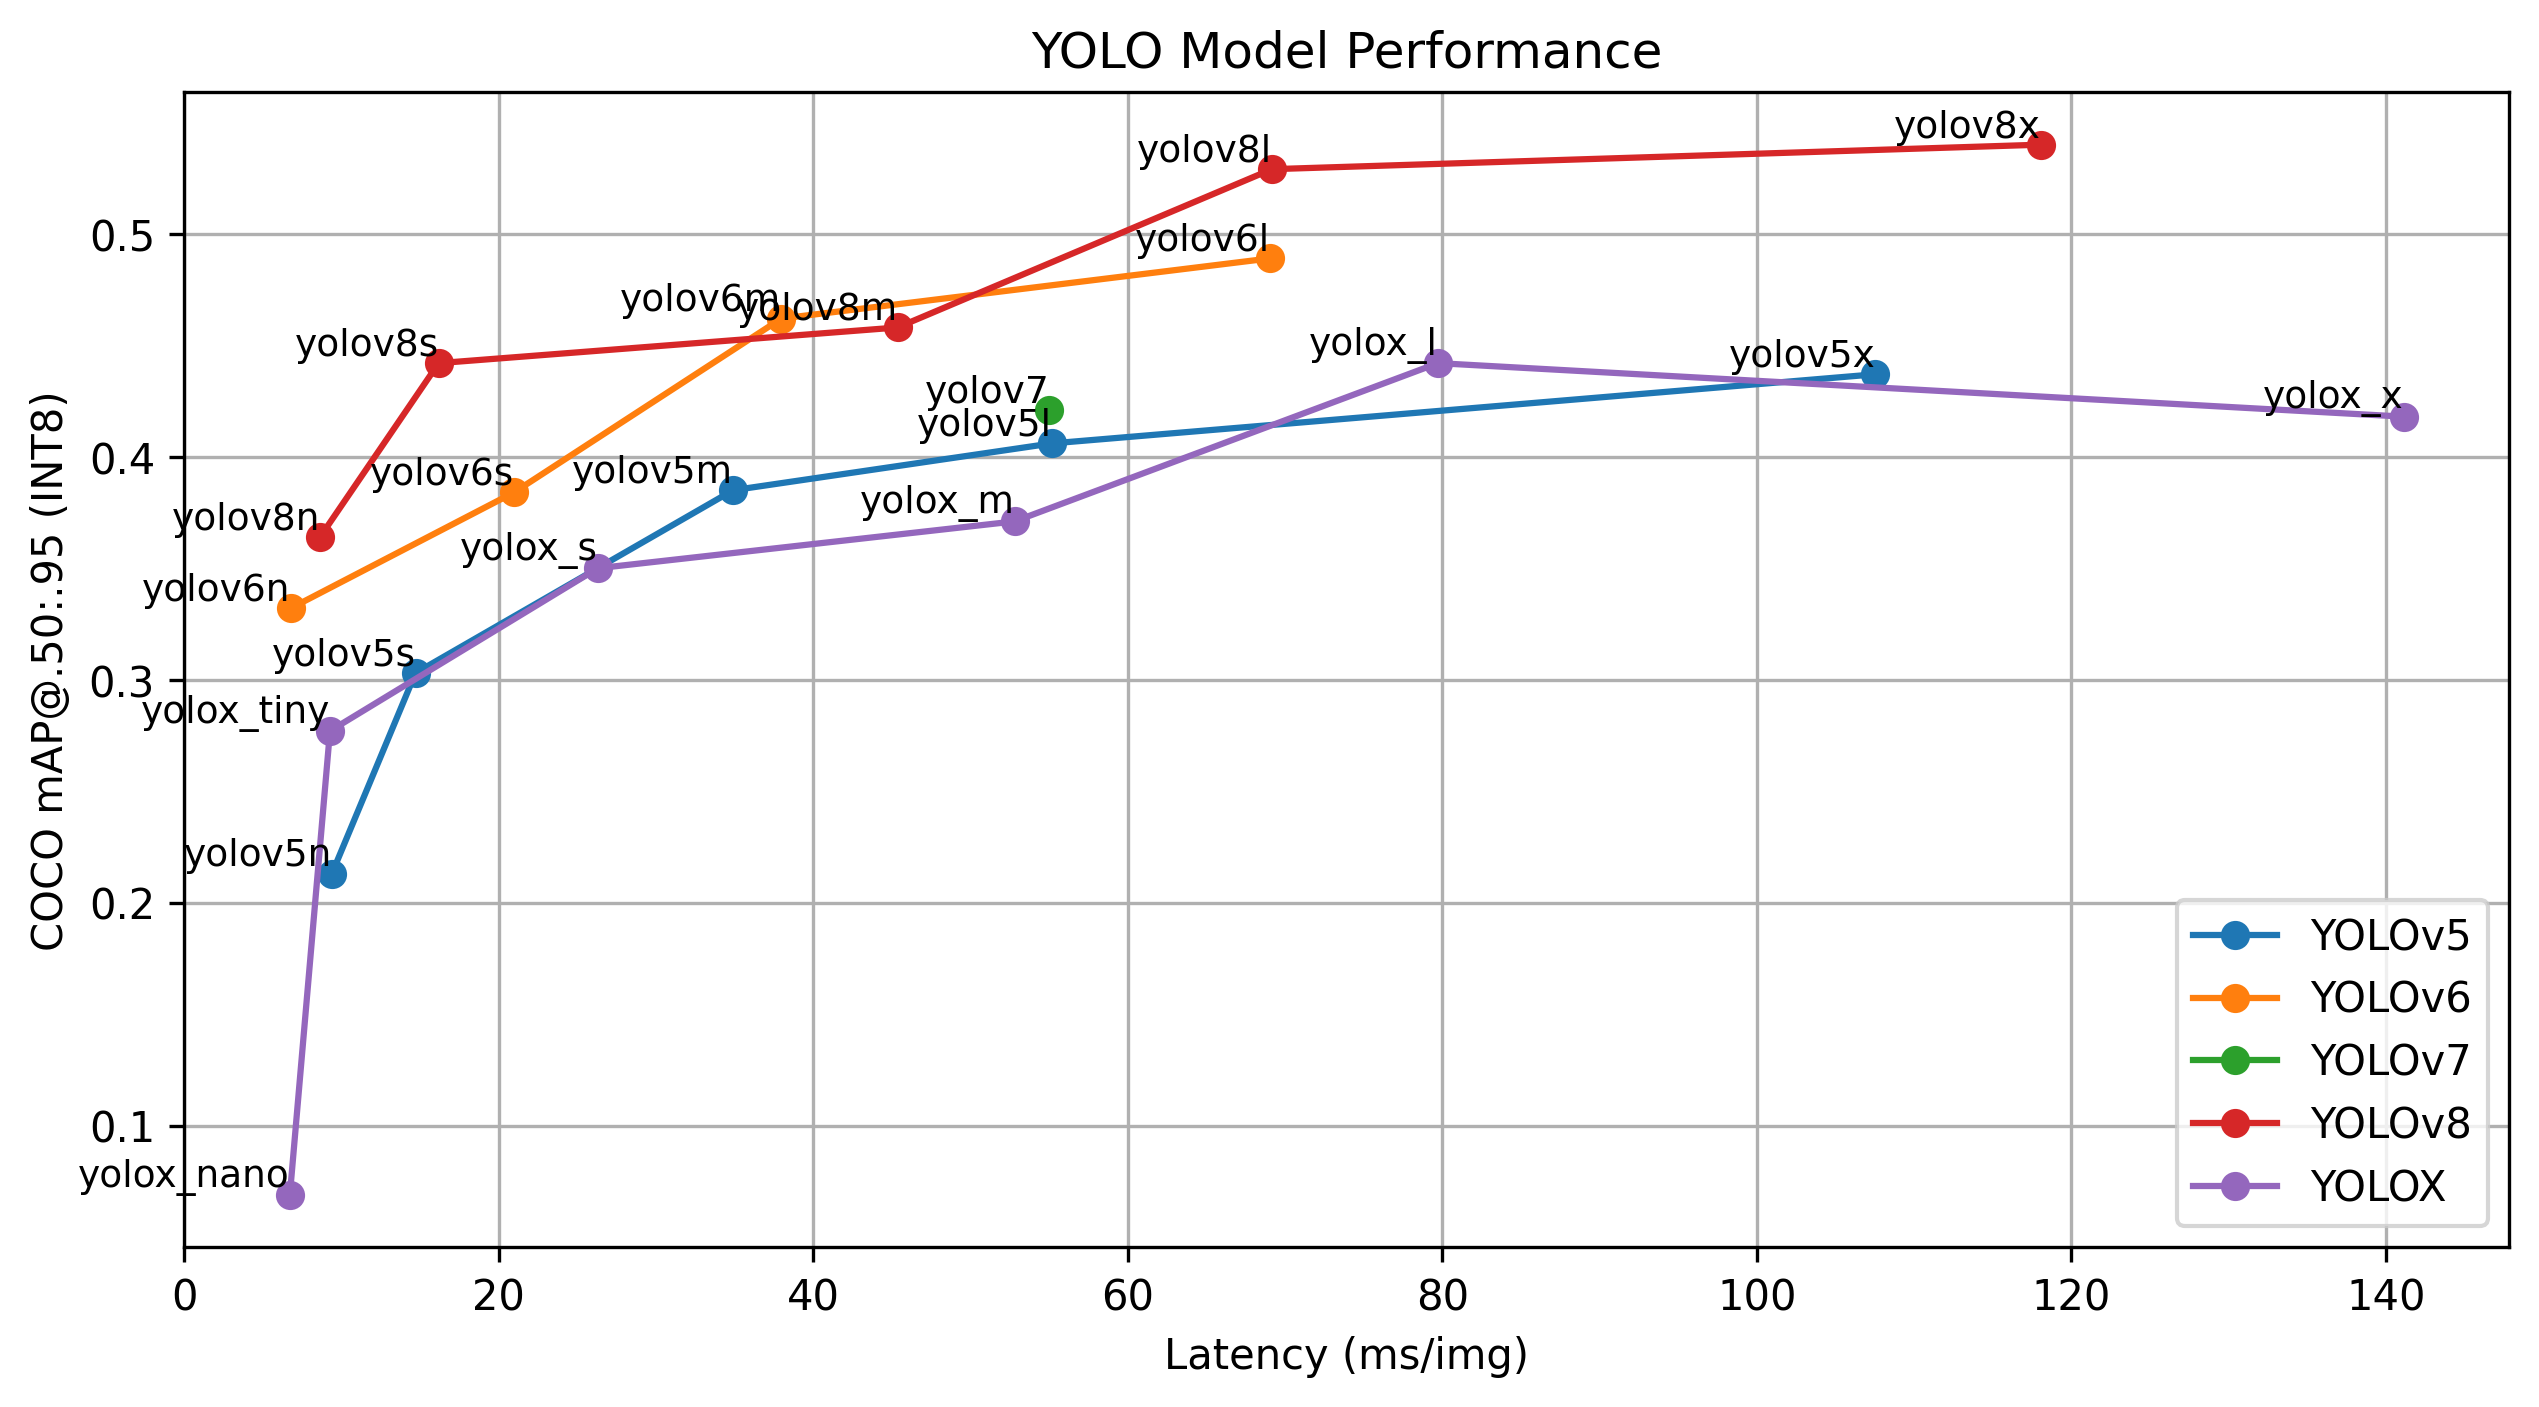 YOLO Model Performance
yolov8x
yolov8l
yolov6l
yolov6m
yolov8m
yolov8s
yolox_l
yolov5x
yolov7
yolox_x
yolov5l
yolov6s
yolov5m
yolox_m
yolov8n
yolox_s
yolov6n
yolov5s
yolox_tiny
yolov5n
yolox_nano
0.5
0.4
0.3
0.2
0.1
COCO mAP@.50:.95 (INT8)
YOLOv5
YOLOv6
YOLOv7
YOLOv8
YOLOX
0 20 40 60 80 100 120 140
Latency (ms/img)